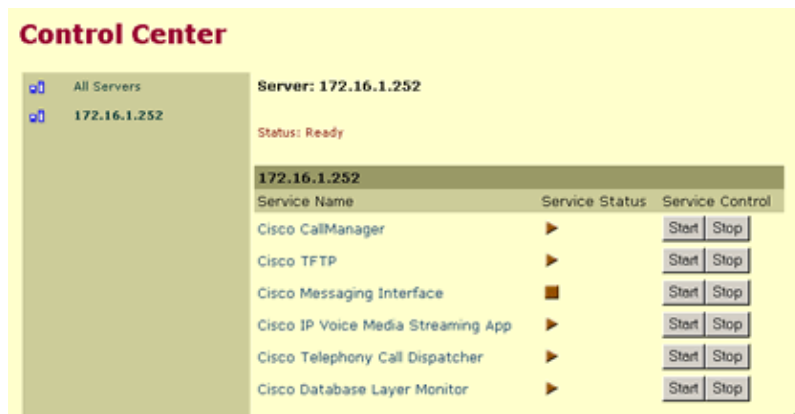 Control Center
All Servers
172.16.1.252
Server: 172.16.1.252
Status: Ready
172.16.1.252
Service Name Service Status Service Control
Cisco CallManager Start Stop
Cisco TFTP Start Stop
Cisco Messaging Interface Start Stop
Cisco IP Voice Media Streaming App Start Stop
Cisco Telephony Call Dispatcher Start Stop
Cisco Database Layer Monitor Start Stop